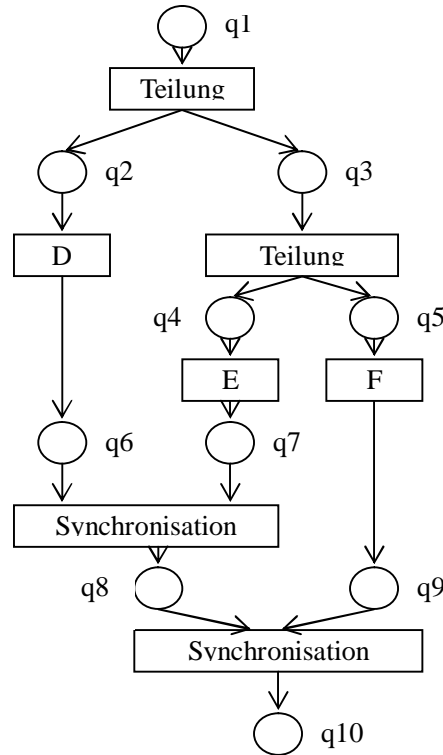 q1
Teilung
q2
q3
D
Teilung
q4
q5
E
F
q6
q7
Synchronisation
q8
q9
Synchronisation
q10